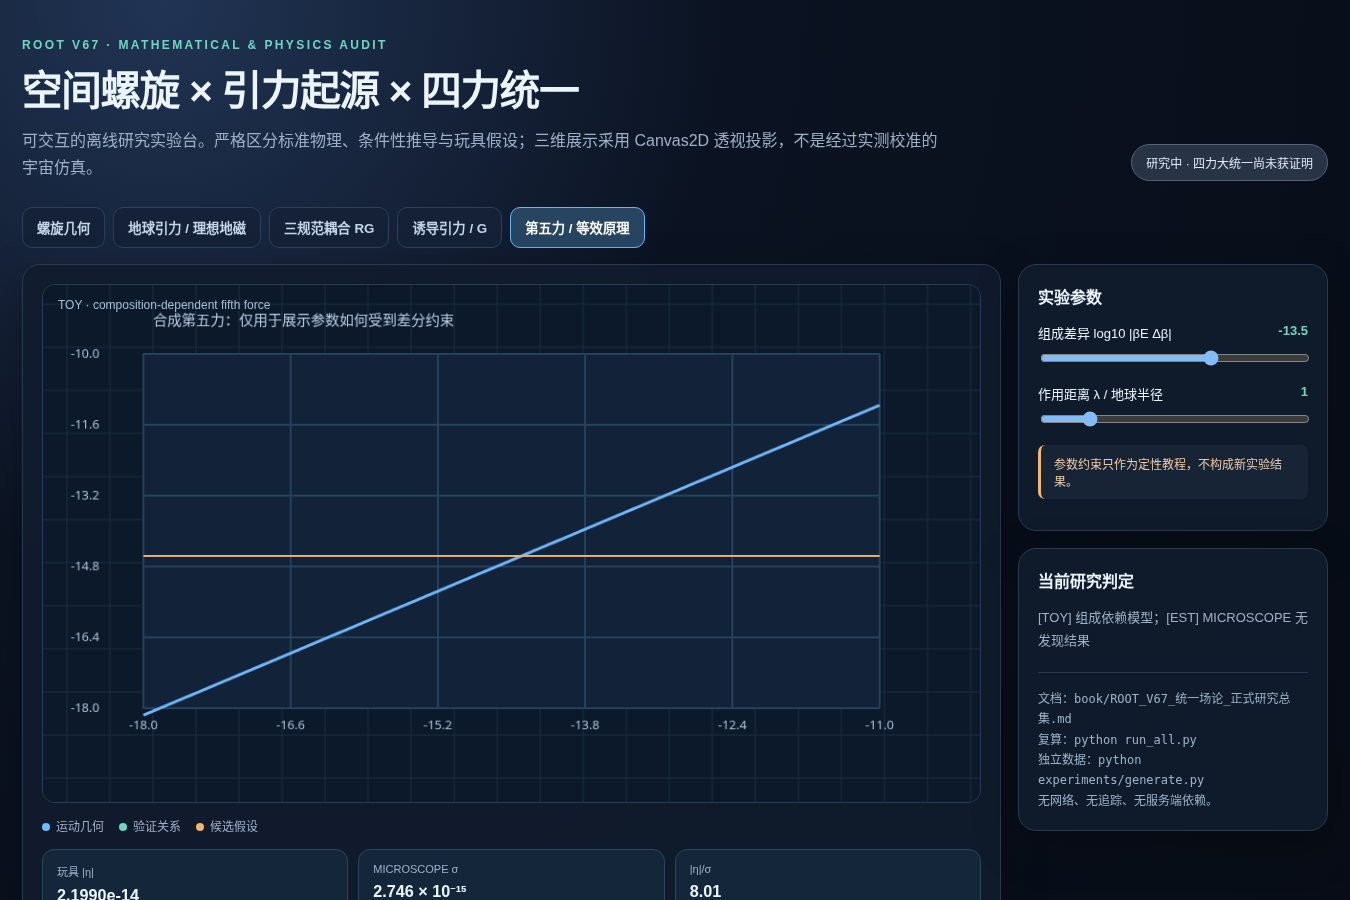 ROOT V67 · MATHEMATICAL & PHYSICS AUDIT
空间螺旋 × 引力起源 × 四力统一
可交互的离线研究实验台。严格区分标准物理、条件性推导与玩具假设；三维展示采用 Canvas2D 透视投影，不是经过实测校准的
宇宙仿真。
研究中 · 四力大统一尚未获证明
螺旋几何
地球引力 / 理想地磁
三规范耦合 RG
诱导引力 / G
第五力 / 等效原理
TOY · composition-dependent fifth force
合成第五力：仅用于展示参数如何受到差分约束
-10.0
-11.6
-13.2
-14.8
-16.4
-18.0
-18.0
-16.6
-15.2
-13.8
-12.4
-11.0
运动几何
验证关系
候选假设
玩具 |η|
2.1990e-14
MICROSCOPE σ
2.746 × 10⁻¹⁵
|η|/σ
8.01
实验参数
组成差异 log10 |βE Δβ|
-13.5
作用距离 λ / 地球半径
1
参数约束只作为定性教程，不构成新实验结
果。
当前研究判定
[TOY] 组成依赖模型；[EST] MICROSCOPE 无
发现结果
文档：book/ROOT_V67_统一场论_正式研究总
集.md
复算：python run_all.py
独立数据：python
experiments/generate.py
无网络、无追踪、无服务端依赖。